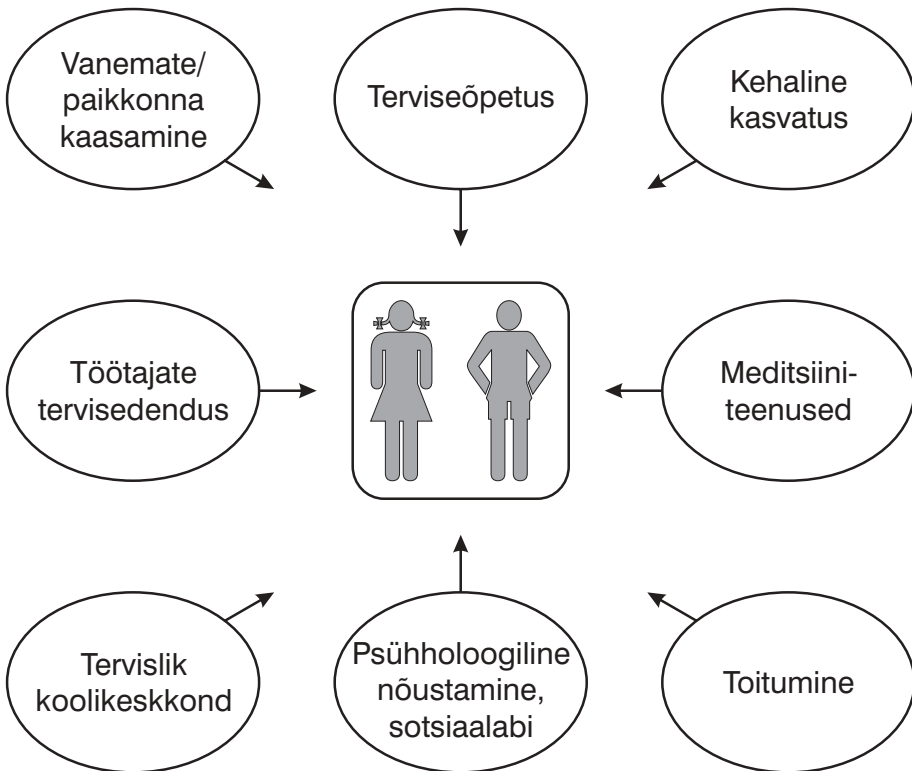 Vanemate/
paikkonna
kaasamine
Terviseõpetus
Kehaline
kasvatus
Töötajate
tervisedendus
Meditsiini-
teenused
Tervislik
koolikeskkond
Psühholoogiline
nõustamine,
sotsiaalabi
Toitumine